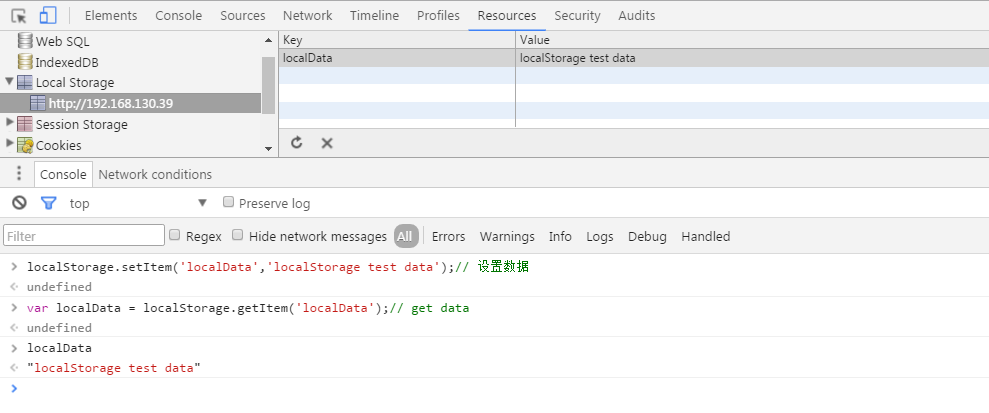 Elements Console Sources Network Timeline Profiles Resources Security Audits
Web SQL
IndexedDB
Local Storage
http://192.168.130.39
Session Storage
Cookies
Key Value
localData localStorage test data
Console Network conditions
top Preserve log
Filter Regex Hide network messages All Errors Warnings Info Logs Debug Handled
localStorage.setItem('localData','localStorage test data');// 设置数据
undefined
var localData = localStorage.getItem('localData');// get data
undefined
localData
"localStorage test data"